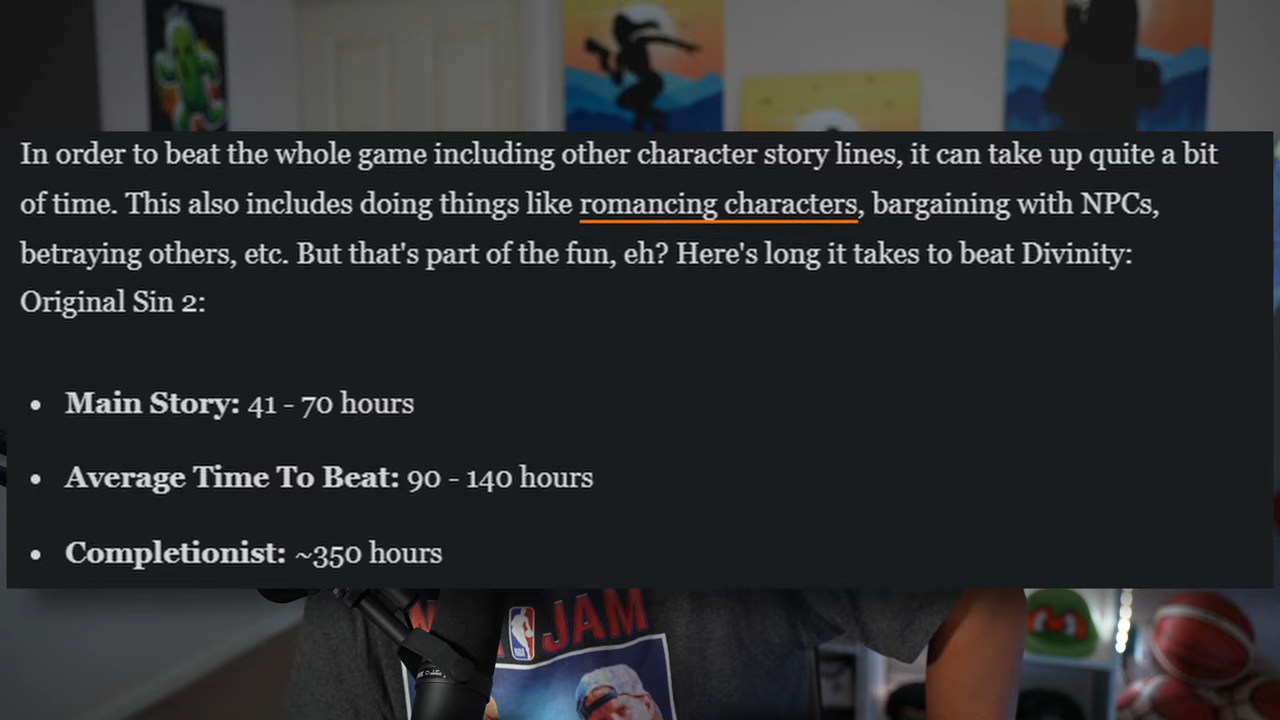 In order to beat the whole game including other character story lines, it can take up quite a bit
of time. This also includes doing things like romancing characters, bargaining with NPCs,
betraying others, etc. But that's part of the fun, eh? Here's long it takes to beat Divinity:
Original Sin 2:
• Main Story: 41 - 70 hours
• Average Time To Beat: 90 - 140 hours
• Completionist: ~350 hours
JAM